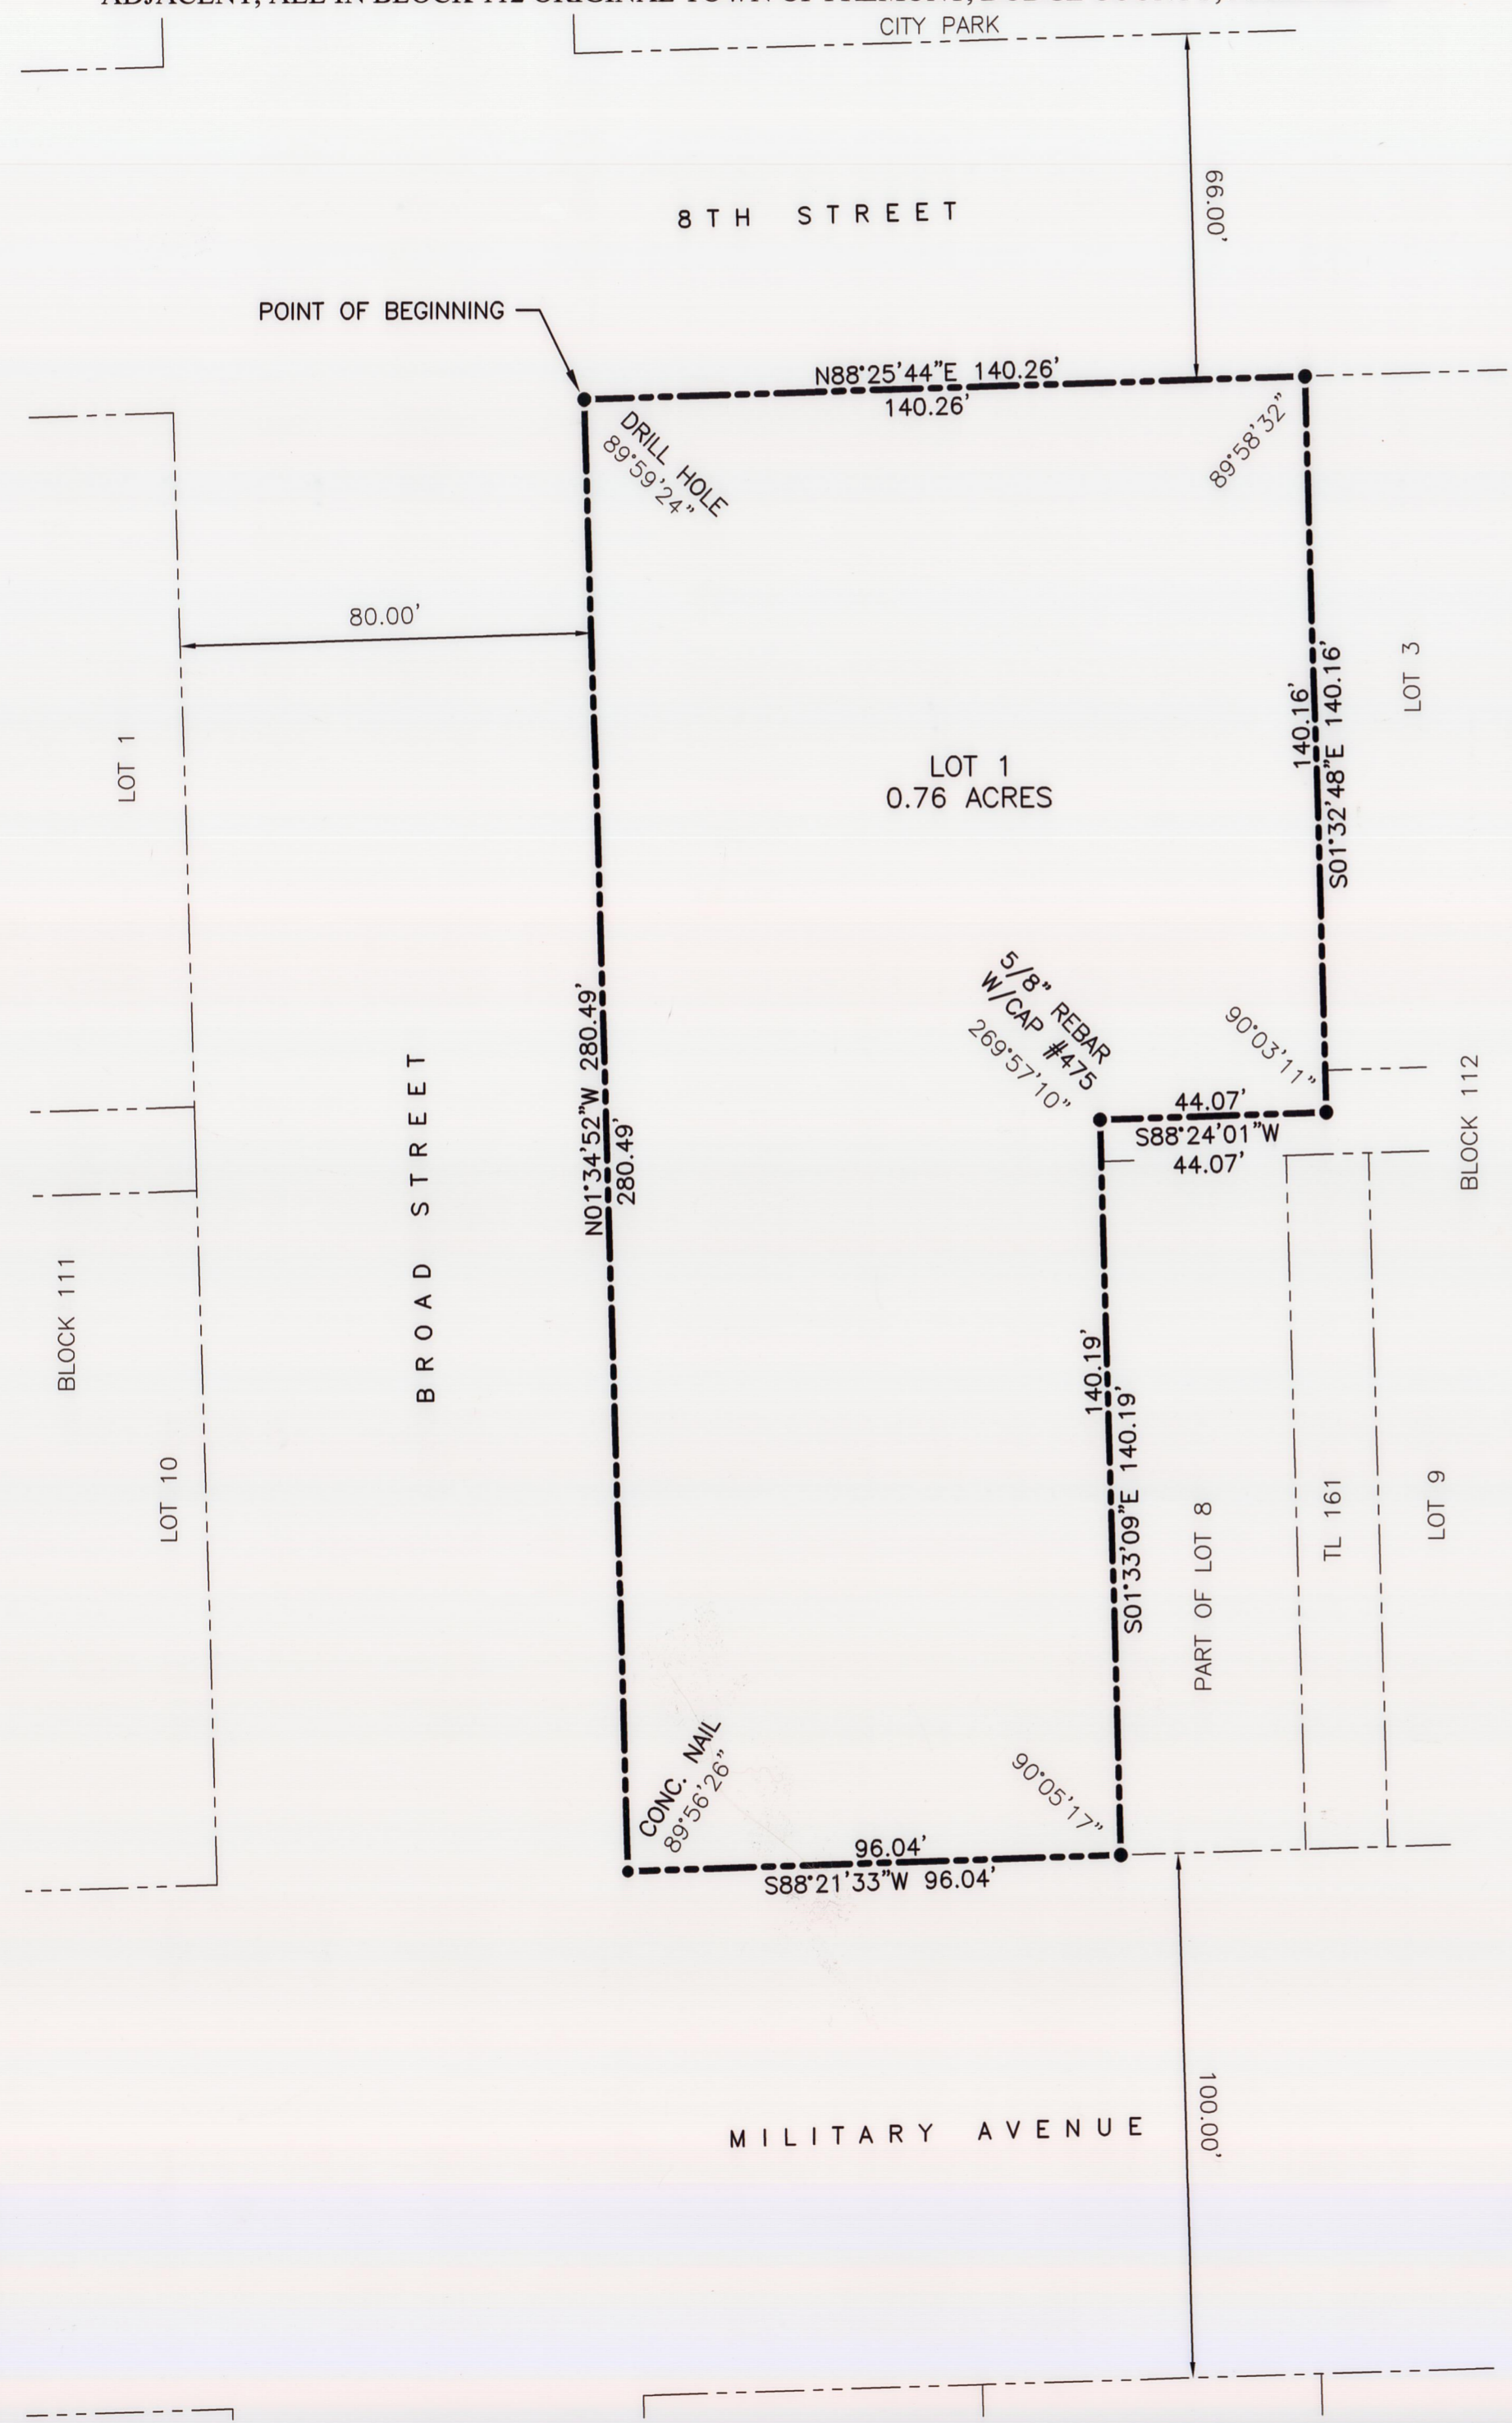 CITY PARK
66.00'
8TH STREET
POINT OF BEGINNING
N88°25'44"E 140.26'
140.26'
DRILL HOLE
89°59'24"
89°58'32"
80.00'
LOT 1
140.16'
S01°32'48"E 140.16'
LOT 3
LOT 1
0.76 ACRES
5/8" REBAR
W/CAP #475
269°57'10"
90°03'11"
N01°34'52"W 280.49'
280.49'
BROAD STREET
44.07'
S88°24'01"W
44.07'
BLOCK 112
BLOCK 111
LOT 10
140.19'
S01°33'09"E 140.19'
PART OF LOT 8
TL 161
LOT 9
CONC. NAIL
89°56'26"
90°05'17"
96.04'
S88°21'33"W 96.04'
MILITARY AVENUE
100.00'